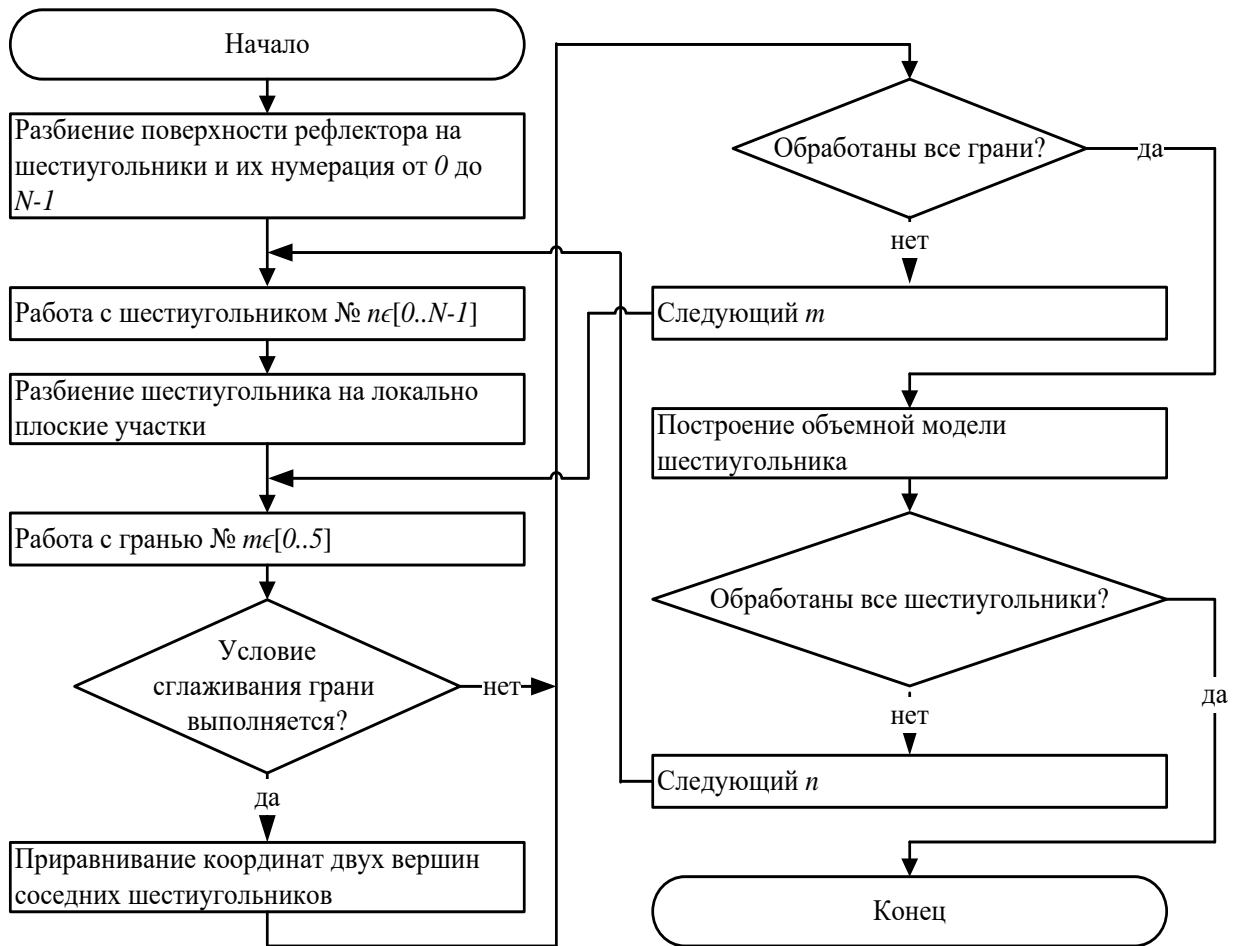 Начало
Разбиение поверхности рефлектора на
шестиугольники и их нумерация от 0 до
N-1
Работа с шестиугольником № nϵ[0..N-1]
Разбиение шестиугольника на локально
плоские участки
Работа с гранью № mϵ[0..5]
Условие
сглаживания грани
выполняется?
нет
да
Приравнивание координат двух вершин
соседних шестиугольников
Обработаны все грани?
да
нет
Следующий m
Построение объемной модели
шестиугольника
Обработаны все шестиугольники?
да
нет
Следующий n
Конец